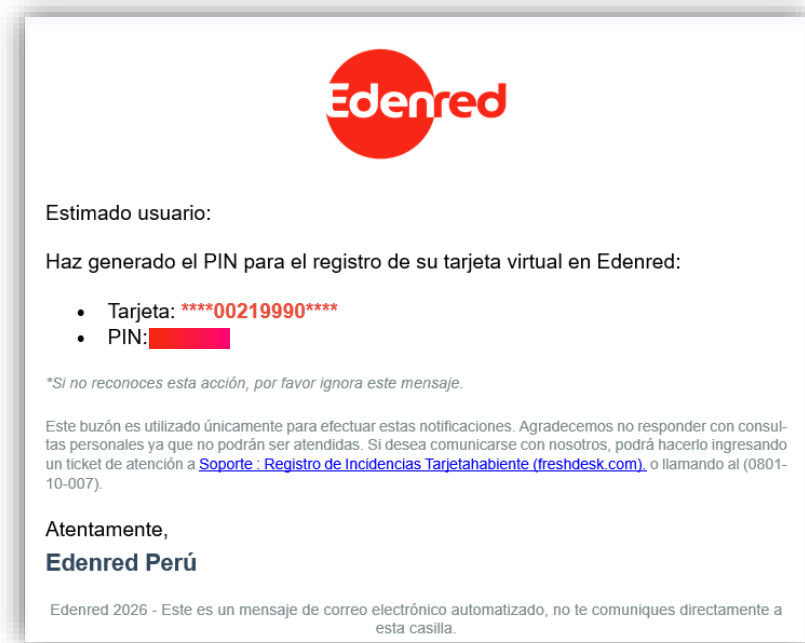 Edenred
Estimado usuario:
Haz generado el PIN para el registro de su tarjeta virtual en Edenred:
• Tarjeta: ****00219990****
• PIN:
*Si no reconoces esta acción, por favor ignora este mensaje.
Este buzón es utilizado únicamente para efectuar estas notificaciones. Agradecemos no responder con consul-
tas personales ya que no podrán ser atendidas. Si desea comunicarse con nosotros, podrá hacerlo ingresando
un ticket de atención a Soporte : Registro de Incidencias Tarjetahabiente (freshdesk.com). o llamando al (0801-
10-007).
Atentamente,
Edenred Perú
Edenred 2026 - Este es un mensaje de correo electrónico automatizado, no te comuniques directamente a
esta casilla.